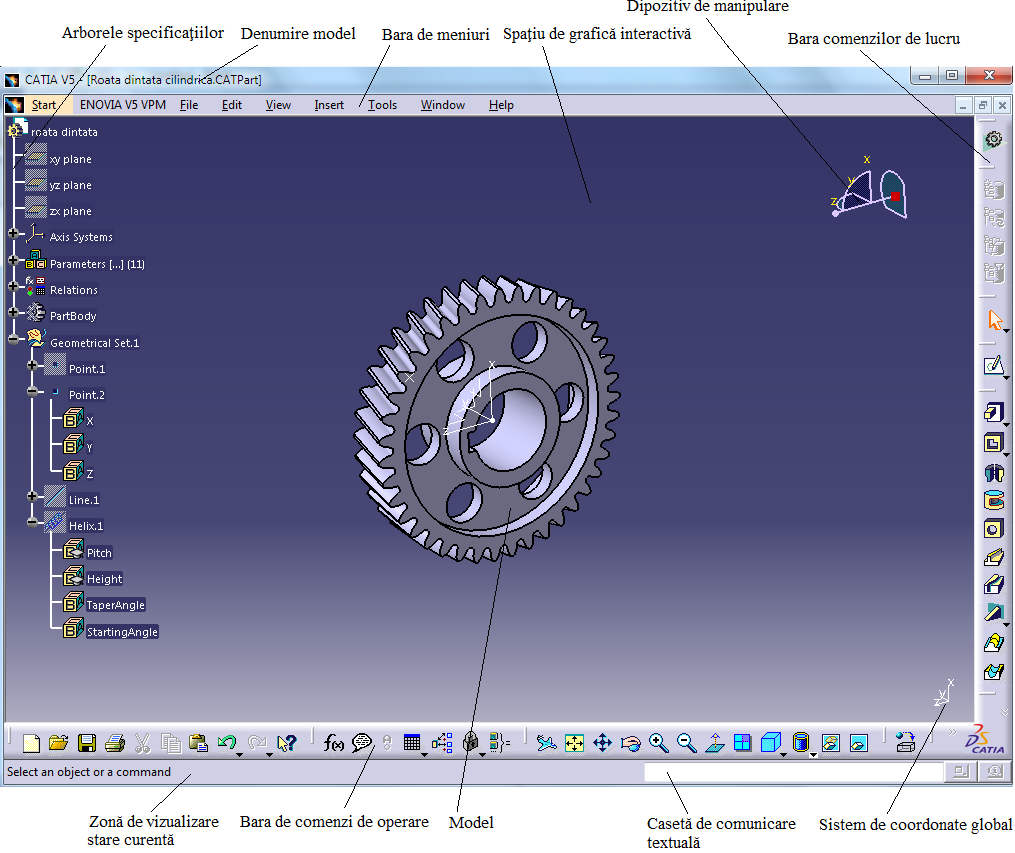 Dipozitiv de manipulare
Arborele specificaţiilor
Denumire model
Bara de meniuri
Spaţiu de grafică interactivă
Bara comenzilor de lucru
CATIA V5 - [Roata dintata cilindrica.CATPart]
Start ENOVIA V5 VPM File Edit View Insert Tools Window Help
roata dintata
xy plane
yz plane
zx plane
Axis Systems
Parameters [...] (11)
Relations
PartBody
Geometrical Set.1
Point.1
Point.2
X
Y
Z
Line.1
Helix.1
Pitch
Height
TaperAngle
StartingAngle
x
y
z
x
z
x
y
z
f(x)
DS
CATIA
Select an object or a command
Zonă de vizualizare
stare curentă
Bara de comenzi de operare
Model
Casetă de comunicare
textuală
Sistem de coordonate global